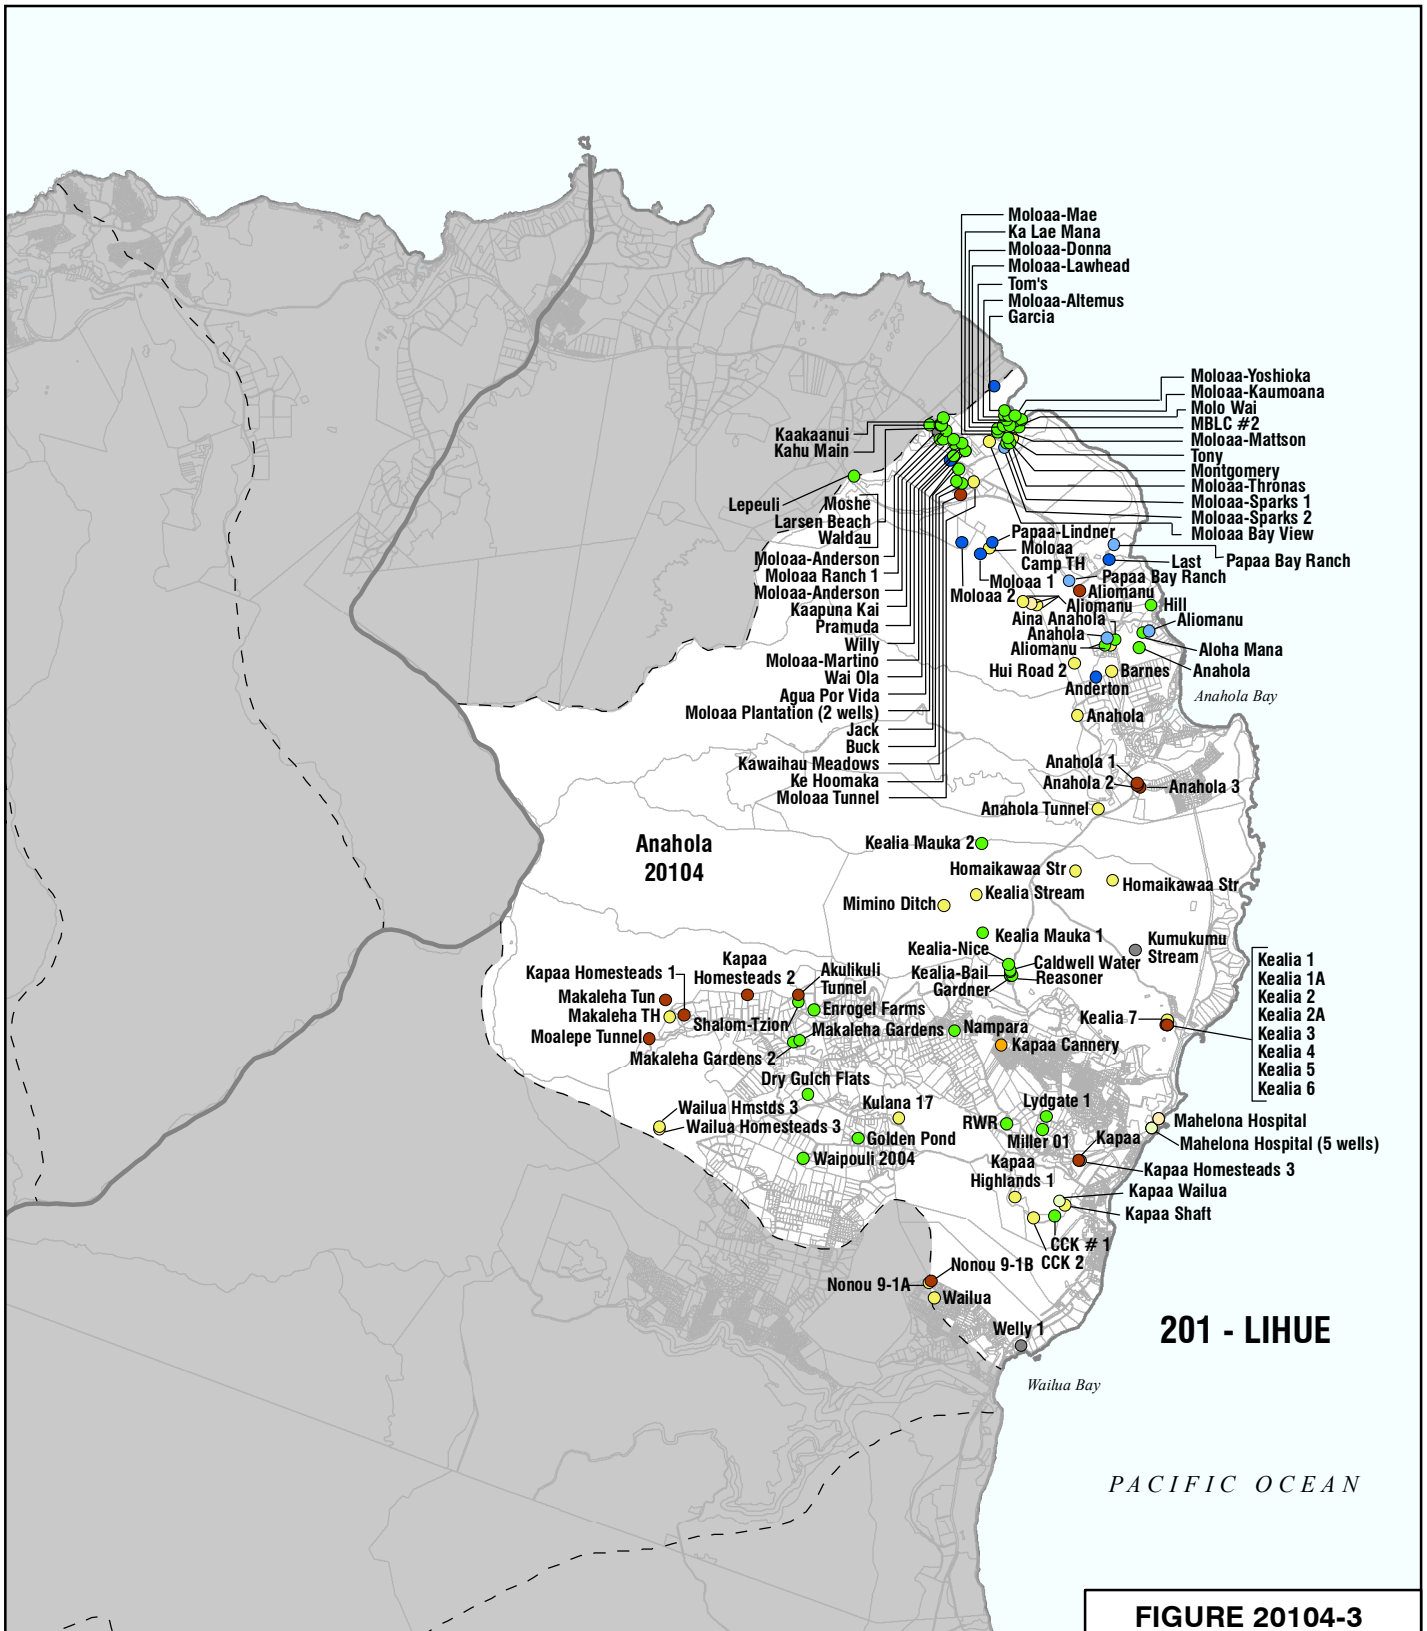 Moloaa-Mae
Ka Lae Mana
Moloaa-Donna
Moloaa-Lawhead
Tom's
Moloaa-Altemus
Garcia
Moloaa-Yoshioka
Moloaa-Kaumoana
Molo Wai
MBLC #2
Moloaa-Mattson
Tony
Montgomery
Moloaa-Thronas
Moloaa-Sparks 1
Moloaa-Sparks 2
Moloaa Bay View
Kaakaanui
Kahu Main
Lepeuli
Moshe
Larsen Beach
Waldau
Moloaa-Anderson
Moloaa Ranch 1
Moloaa-Anderson
Kaapuna Kai
Pramuda
Willy
Moloaa-Martino
Wai Ola
Agua Por Vida
Moloaa Plantation (2 wells)
Jack
Buck
Kawaihau Meadows
Ke Hoomaka
Moloaa Tunnel
Papaa-Lindner
Moloaa
Camp TH
Moloaa 1
Moloaa 2
Last
Papaa Bay Ranch
Papaa Bay Ranch
Aliomanu
Aliomanu
Hill
Aina Anahola
Anahola
Aliomanu
Aliomanu
Aloha Mana
Anahola
Hui Road 2
Barnes
Anderton
Anahola Bay
Anahola
Anahola 1
Anahola 2
Anahola 3
Anahola Tunnel
Anahola
20104
Kealia Mauka 2
Homaikawaa Str
Homaikawaa Str
Kealia Stream
Mimino Ditch
Kealia Mauka 1
Kumukumu
Stream
Kealia-Nice
Caldwell Water
Kealia-Bail
Reasoner
Gardner
Kealia 1
Kealia 1A
Kealia 2
Kealia 2A
Kealia 3
Kealia 4
Kealia 5
Kealia 6
Kealia 7
Kapaa
Homesteads 2
Akulikuli
Tunnel
Kapaa Homesteads 1
Makaleha Tun
Makaleha TH
Moalepe Tunnel
Shalom-Tzion
Enrogel Farms
Makaleha Gardens
Makaleha Gardens 2
Nampara
Kapaa Cannery
Dry Gulch Flats
Kulana 17
Lydgate 1
RWR
Miller 01
Wailua Hmstds 3
Wailua Homesteads 3
Golden Pond
Waipouli 2004
Mahelona Hospital
Mahelona Hospital (5 wells)
Kapaa
Kapaa Homesteads 3
Kapaa
Highlands 1
Kapaa Wailua
Kapaa Shaft
CCK # 1
CCK 2
Nonou 9-1B
Nonou 9-1A
Wailua
Welly 1
201 - LIHUE
Wailua Bay
PACIFIC OCEAN
FIGURE 20104-3